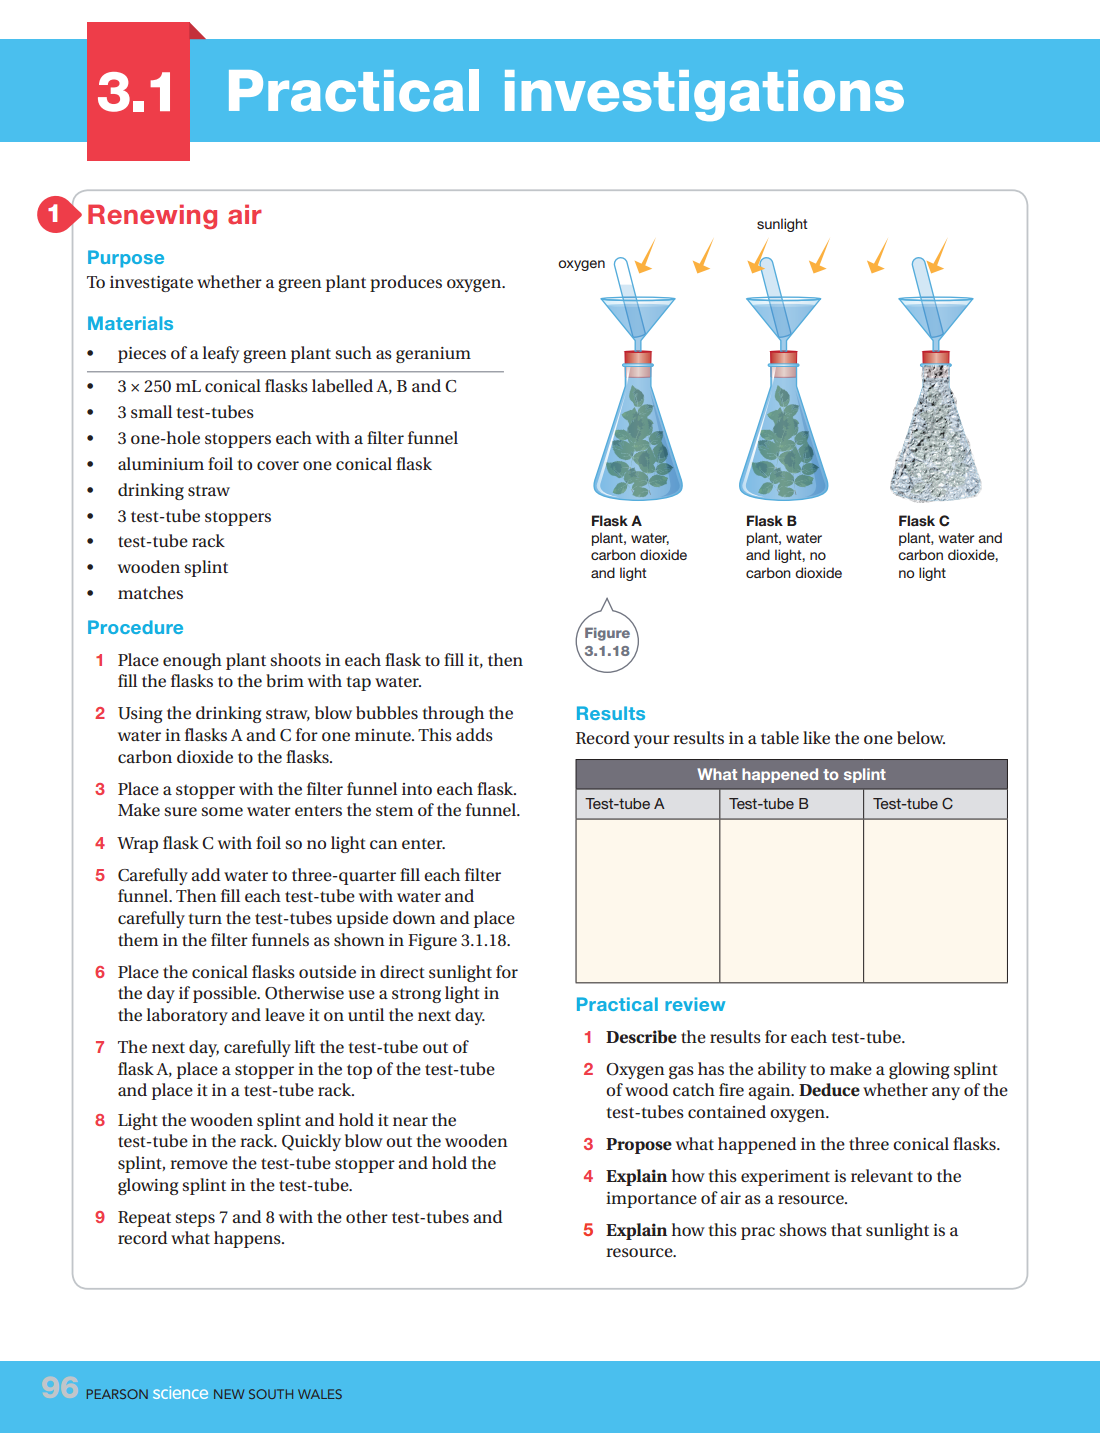 3.1 Practical investigations
1 Renewing air
Purpose
To investigate whether a green plant produces oxygen.
Materials
• pieces of a leafy green plant such as geranium
• 3 × 250 mL conical flasks labelled A, B and C
• 3 small test-tubes
• 3 one-hole stoppers each with a filter funnel
• aluminium foil to cover one conical flask
• drinking straw
• 3 test-tube stoppers
• test-tube rack
• wooden splint
• matches
Procedure
1 Place enough plant shoots in each flask to fill it, then
fill the flasks to the brim with tap water.
2 Using the drinking straw, blow bubbles through the
water in flasks A and C for one minute. This adds
carbon dioxide to the flasks.
3 Place a stopper with the filter funnel into each flask.
Make sure some water enters the stem of the funnel.
4 Wrap flask C with foil so no light can enter.
5 Carefully add water to three-quarter fill each filter
funnel. Then fill each test-tube with water and
carefully turn the test-tubes upside down and place
them in the filter funnels as shown in Figure 3.1.18.
6 Place the conical flasks outside in direct sunlight for
the day if possible. Otherwise use a strong light in
the laboratory and leave it on until the next day.
7 The next day, carefully lift the test-tube out of
flask A, place a stopper in the top of the test-tube
and place it in a test-tube rack.
8 Light the wooden splint and hold it near the
test-tube in the rack. Quickly blow out the wooden
splint, remove the test-tube stopper and hold the
glowing splint in the test-tube.
9 Repeat steps 7 and 8 with the other test-tubes and
record what happens.
sunlight
oxygen
Flask A
plant, water,
carbon dioxide
and light
Flask B
plant, water
and light, no
carbon dioxide
Flask C
plant, water and
carbon dioxide,
no light
Figure
3.1.18
Results
Record your results in a table like the one below.
What happened to splint
Test-tube A Test-tube B Test-tube C
Practical review
1 Describe the results for each test-tube.
2 Oxygen gas has the ability to make a glowing splint
of wood catch fire again. Deduce whether any of the
test-tubes contained oxygen.
3 Propose what happened in the three conical flasks.
4 Explain how this experiment is relevant to the
importance of air as a resource.
5 Explain how this prac shows that sunlight is a
resource.
96 PEARSON science NEW SOUTH WALES